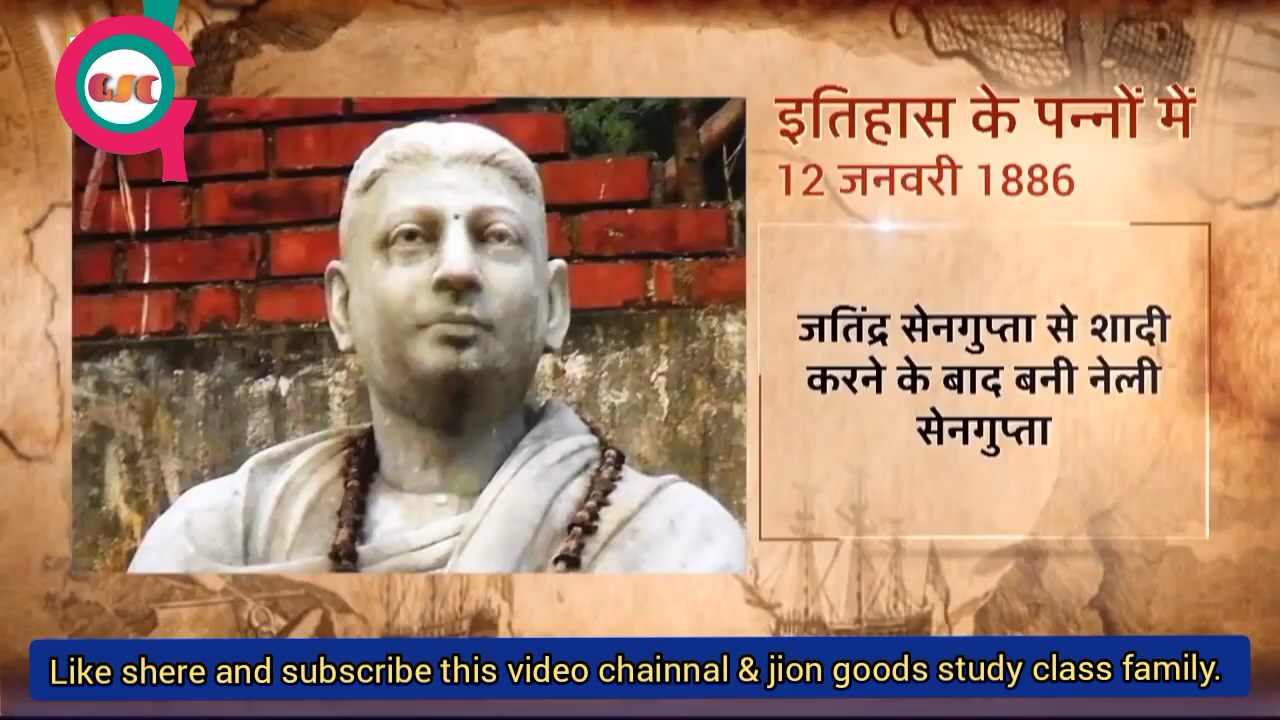 GSC
इतिहास के पन्नों में
12 जनवरी 1886
जतिंद्र सेनगुप्ता से शादी
करने के बाद बनी नेली
सेनगुप्ता
Like shere and subscribe this video chainnal & jjion goods study class family.